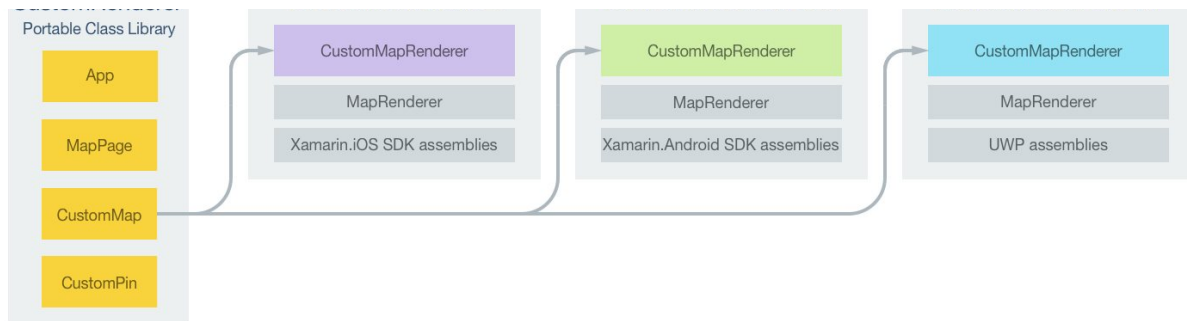 CustomRenderer
Portable Class Library
App
MapPage
CustomMap
CustomPin
CustomMapRenderer
MapRenderer
Xamarin.iOS SDK assemblies
CustomMapRenderer
MapRenderer
Xamarin.Android SDK assemblies
CustomMapRenderer
MapRenderer
UWP assemblies